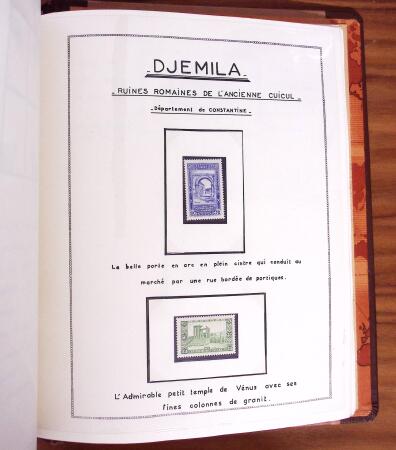 - DJEMILA -
- RUINES ROMAINES DE L'ANCIENNE CUICUL -
- Département de CONSTANTINE -
La belle porte en arc en plein cintre qui conduit au
marché par une rue bordée de portiques.
L'Admirable petit temple de Vénus avec ses
fines colonnes de granit.